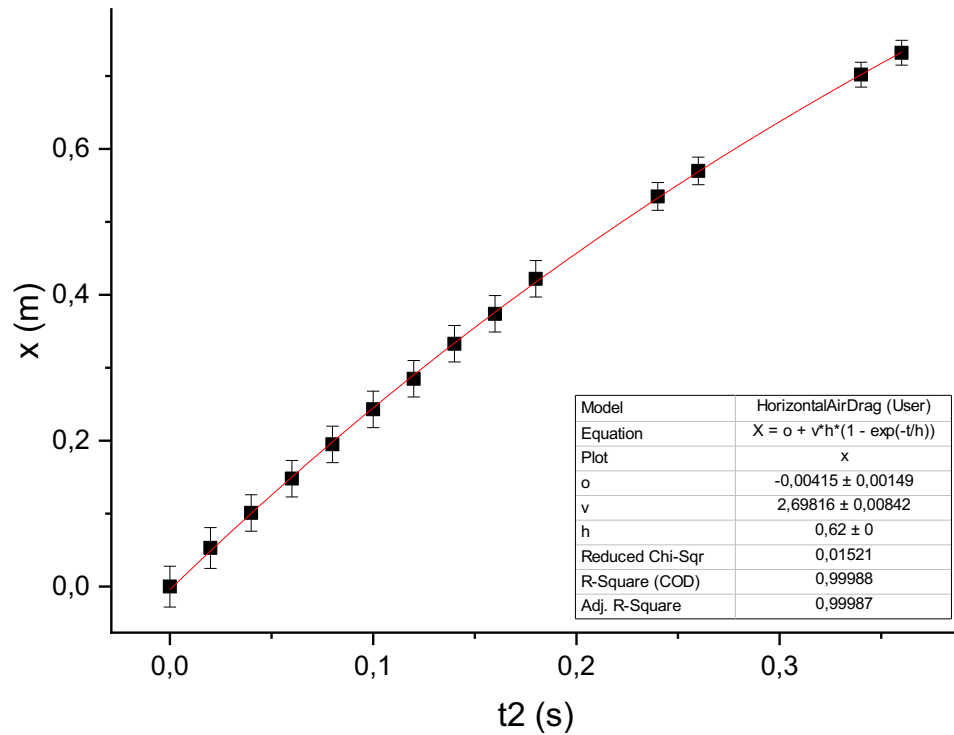 0,6
0,4
0,2
0,0
x (m)
0,0 0,1 0,2 0,3
t2 (s)
Model HorizontalAirDrag (User)
Equation X = o + v*h*(1 - exp(-t/h))
Plot x
o -0,00415 ± 0,00149
v 2,69816 ± 0,00842
h 0,62 ± 0
Reduced Chi-Sqr 0,01521
R-Square (COD) 0,99988
Adj. R-Square 0,99987